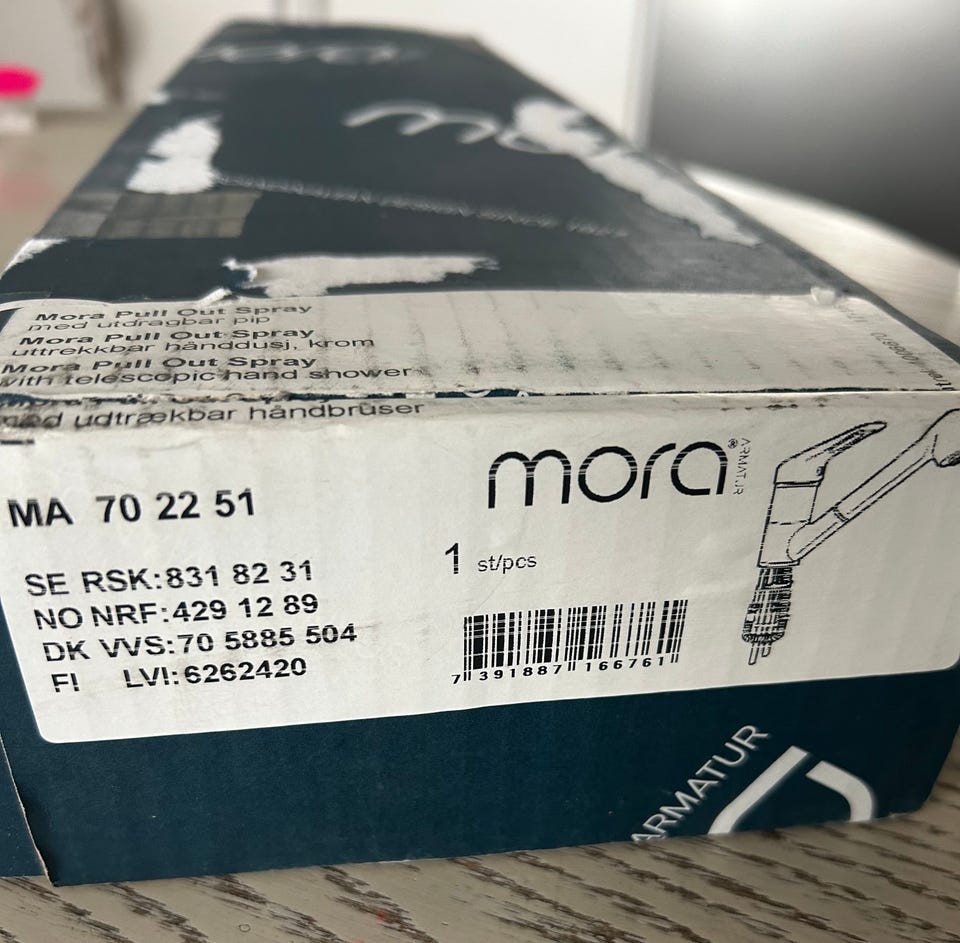 mora
Mora Pull Out Spray
med utdragbar pip
Mora Pull Out Spray
uttrekkbar hånddusj, krom
Mora Pull Out Spray
with telescopic hand shower
med udtrækbar håndbruser
MA 70 22 51
mora®
ARMATUR
SE RSK:831 82 31
NO NRF:429 12 89
DK VVS:70 5885 504
FI LVI:6262420
1 st/pcs
7 391887 166761
ARMATUR